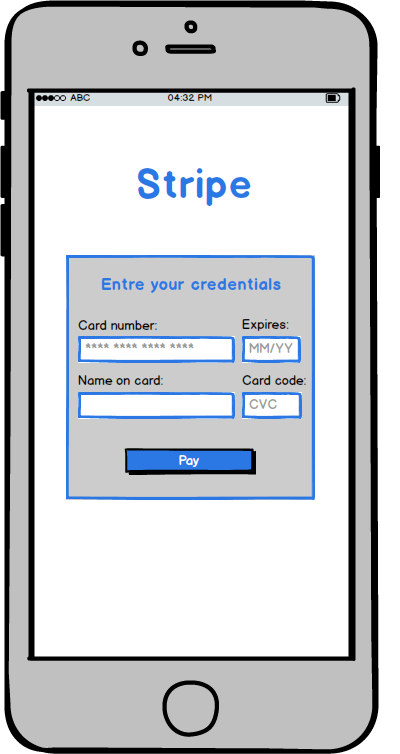 ABC 04:32 PM
Stripe
Entre your credentials
Card number: Expires:
**** **** **** **** MM/YY
Name on card: Card code:
CVC
Pay